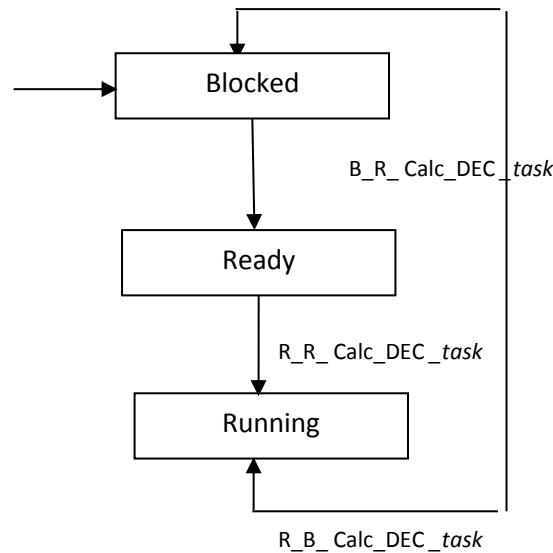 Blocked
B_R_ Calc_DEC _task
Ready
R_R_ Calc_DEC _task
Running
R_B_ Calc_DEC _task